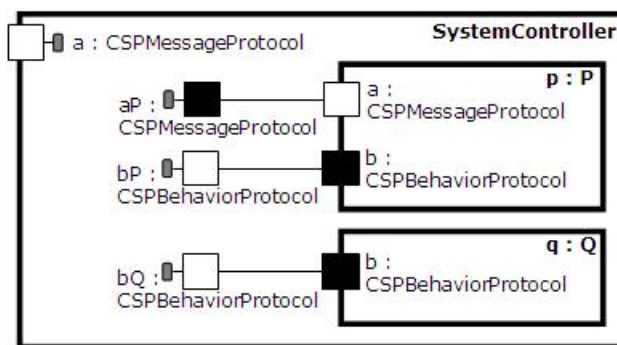 SystemController
a : CSPMessageProtocol
p : P
aP :
CSPMessageProtocol
a :
CSPMessageProtocol
bP :
CSPBehaviorProtocol
b :
CSPBehaviorProtocol
q : Q
bQ :
CSPBehaviorProtocol
b :
CSPBehaviorProtocol